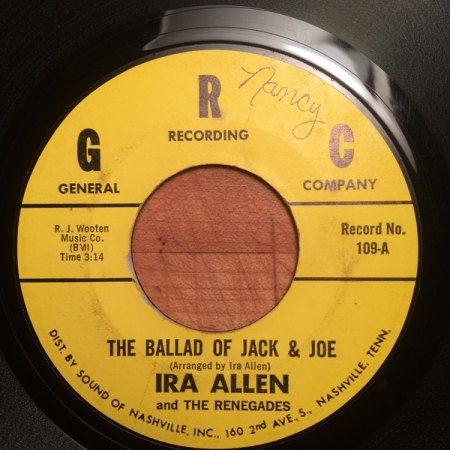 Nancy
G R C
GENERAL RECORDING COMPANY
R. J. Wooten
Music Co.
(BMI)
Time 3:14
Record No.
109-A
THE BALLAD OF JACK & JOE
(Arranged by Ira Allen)
IRA ALLEN
and THE RENEGADES
DIST. BY SOUND OF NASHVILLE, INC., 160 2nd AVE., S., NASHVILLE, TENN.